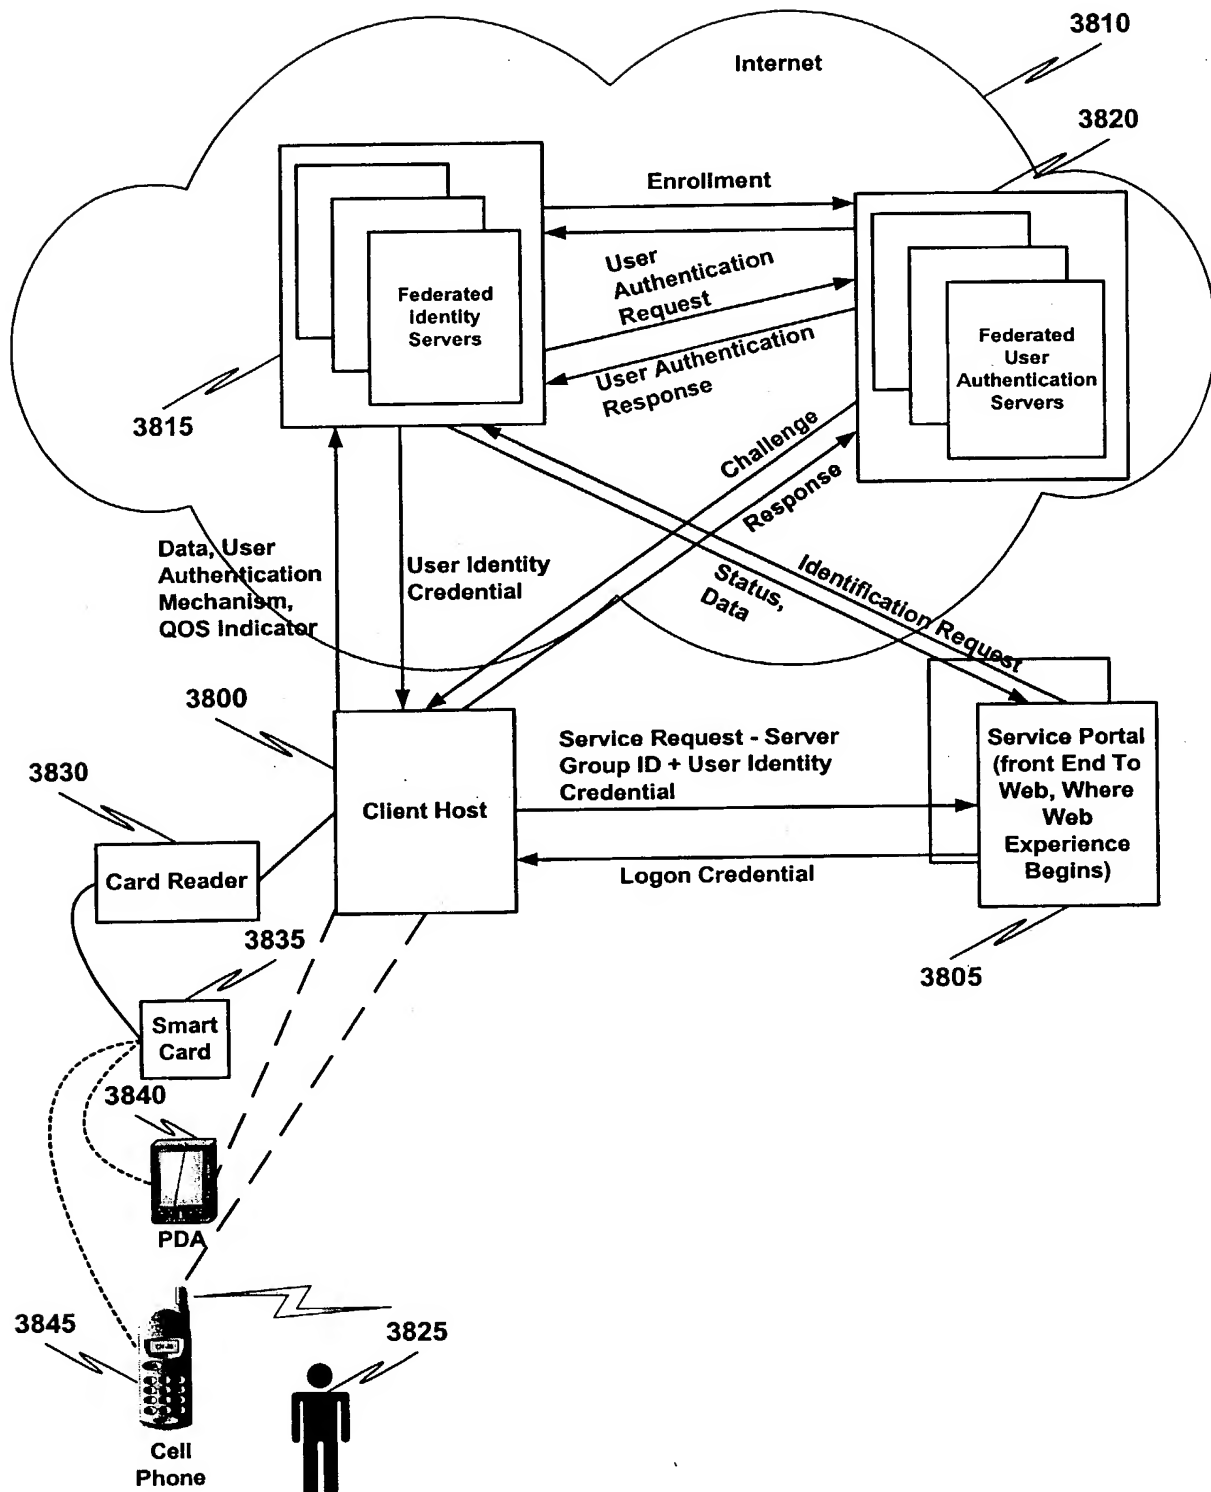 3810
Internet
3820
Enrollment
User
Authentication
Request
Federated
Identity
Servers
Federated
User
Authentication
Servers
User Authentication
Response
3815
Challenge
Response
Data, User
Authentication
Mechanism,
QOS Indicator
User Identity
Credential
Status,
Data
Identification Request
3800
3830
Service Request - Server
Group ID + User Identity
Credential
Service Portal
(front End To
Web, Where
Web
Experience
Begins)
Client Host
Card Reader
Logon Credential
3835
3805
Smart
Card
3840
PDA
3845
3825
Cell
Phone